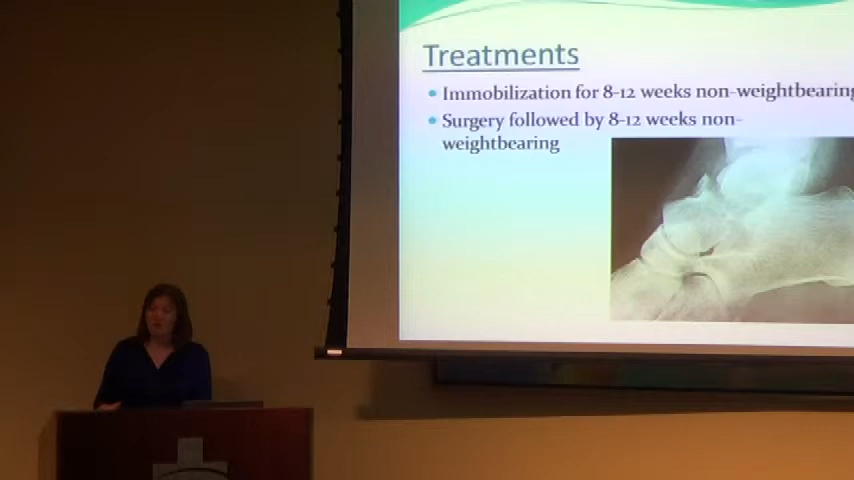 Treatments
Immobilization for 8-12 weeks non-weightbearing
Surgery followed by 8-12 weeks non-
weightbearing